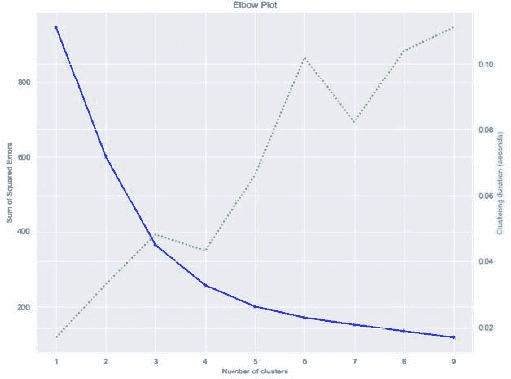 Elbow Plot
800
600
400
200
Sum of Squared Errors
0.10
0.08
0.06
0.04
0.02
Clustering duration (seconds)
1 2 3 4 5 6 7 8 9
Number of clusters